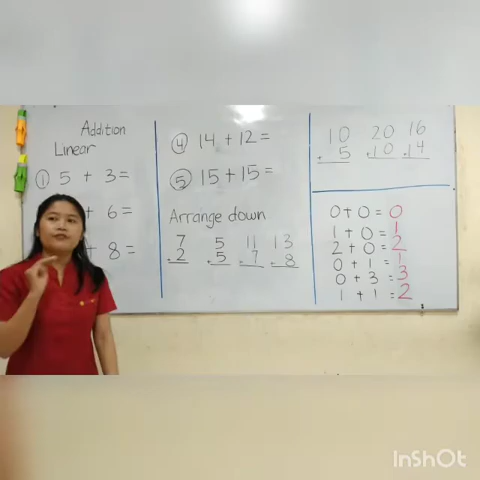 Addition
Linear
① 5 + 3 =
+ 6 =
+ 8 =
④ 14 + 12 =
⑤ 15 + 15 =
Arrange down
7 5 11 13
+2 +5 +7 +8
10 20 16
+5 +10 +14
0 + 0 = 0
1 + 0 = 1
2 + 0 = 2
0 + 1 = 1
0 + 3 = 3
1 + 1 = 2
InShOt